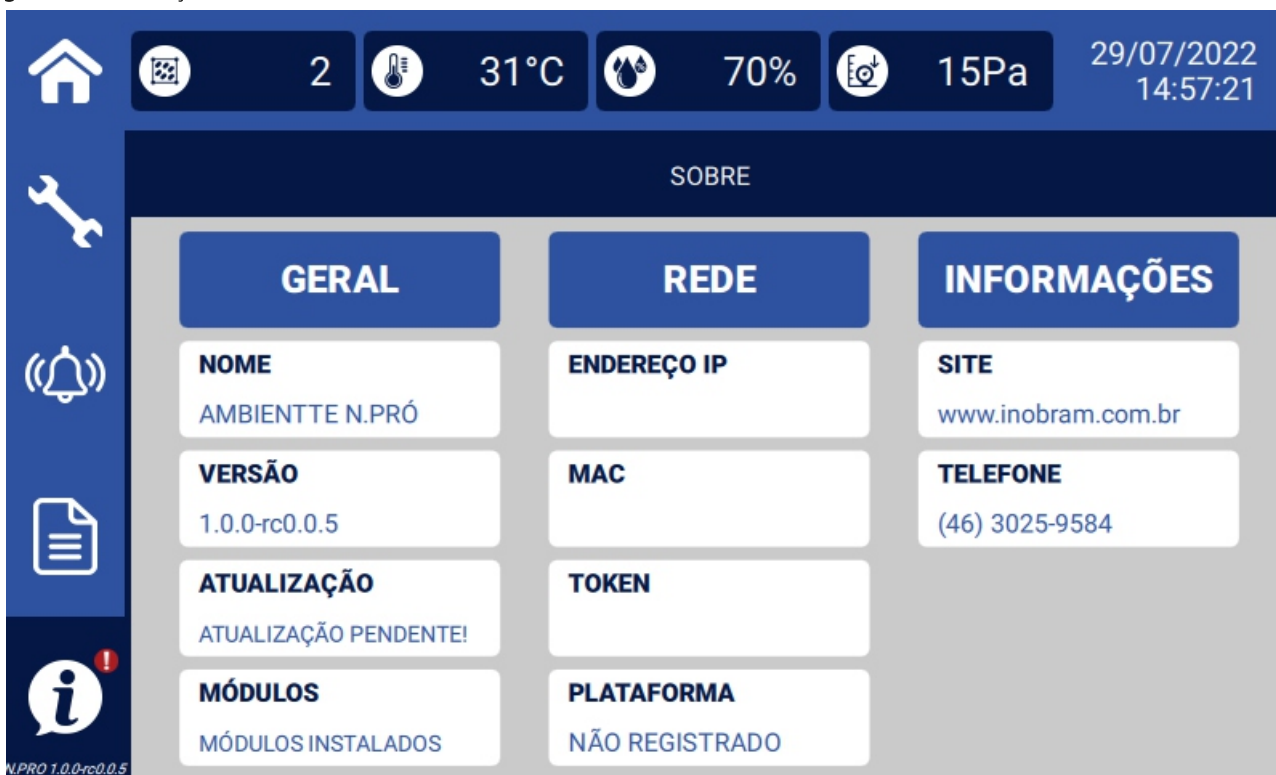 2
31°C
70%
15Pa
29/07/2022
14:57:21
SOBRE
GERAL
NOME
AMBIENTTE N.PRÓ
VERSÃO
1.0.0-rc0.0.5
ATUALIZAÇÃO
ATUALIZAÇÃO PENDENTE!
MÓDULOS
MÓDULOS INSTALADOS
REDE
ENDEREÇO IP
MAC
TOKEN
PLATAFORMA
NÃO REGISTRADO
INFORMAÇÕES
SITE
www.inobram.com.br
TELEFONE
(46) 3025-9584
N.PRO 1.0.0-rc0.0.5